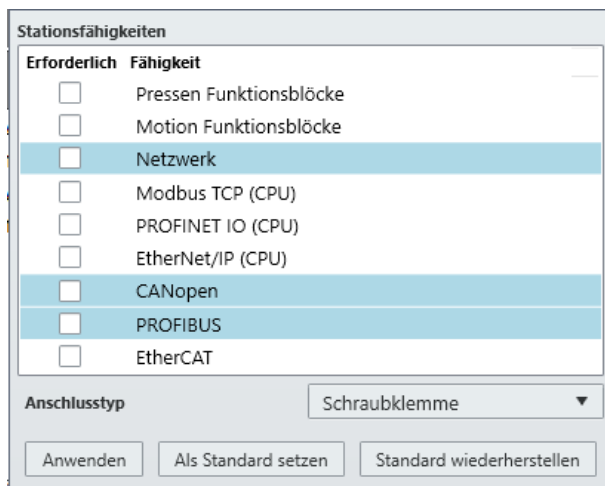 Stationsfähigkeiten
Erforderlich Fähigkeit
Pressen Funktionsblöcke
Motion Funktionsblöcke
Netzwerk
Modbus TCP (CPU)
PROFINET IO (CPU)
EtherNet/IP (CPU)
CANopen
PROFIBUS
EtherCAT
Anschlusstyp Schraubklemme
Anwenden Als Standard setzen Standard wiederherstellen